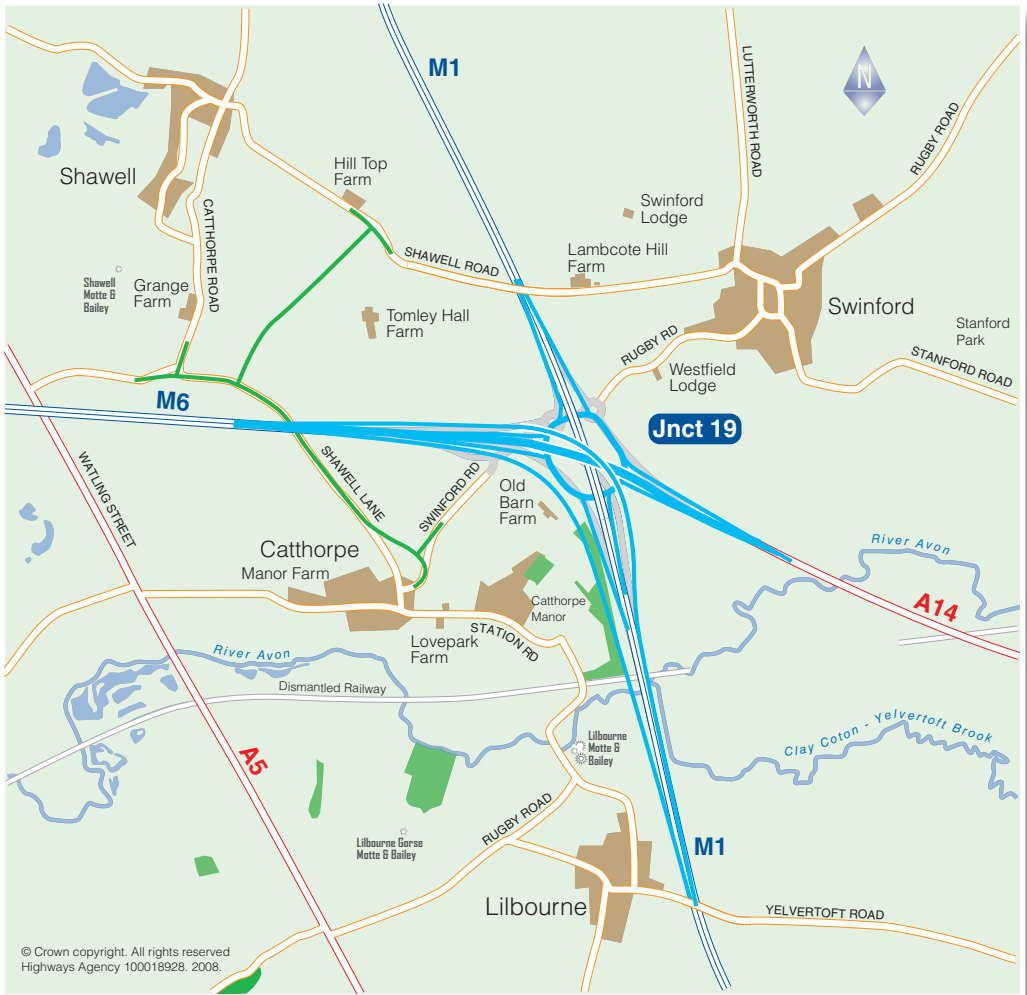 M1
N
LUTTERWORTH ROAD
RUGBY ROAD
Shawell
Hill Top
Farm
CATTHORPE ROAD
Swinford
Lodge
SHAWELL ROAD
Lambcote Hill
Farm
Shawell
Motte &
Bailey
Grange
Farm
Tomley Hall
Farm
Swinford
Stanford
Park
RUGBY RD
Westfield
Lodge
STANFORD ROAD
M6
Jnct 19
WATLING STREET
SHAWELL LANE
SWINFORD RD
Old
Barn
Farm
River Avon
Catthorpe
Manor Farm
A14
Catthorpe
Manor
Lovepark
Farm
STATION RD
River Avon
Dismantled Railway
Lilbourne
Motte &
Bailey
Clay Coton - Yelvertoft Brook
A5
RUGBY ROAD
Lilbourne Gorse
Motte & Bailey
M1
Lilbourne
YELVERTOFT ROAD
© Crown copyright. All rights reserved
Highways Agency 100018928. 2008.